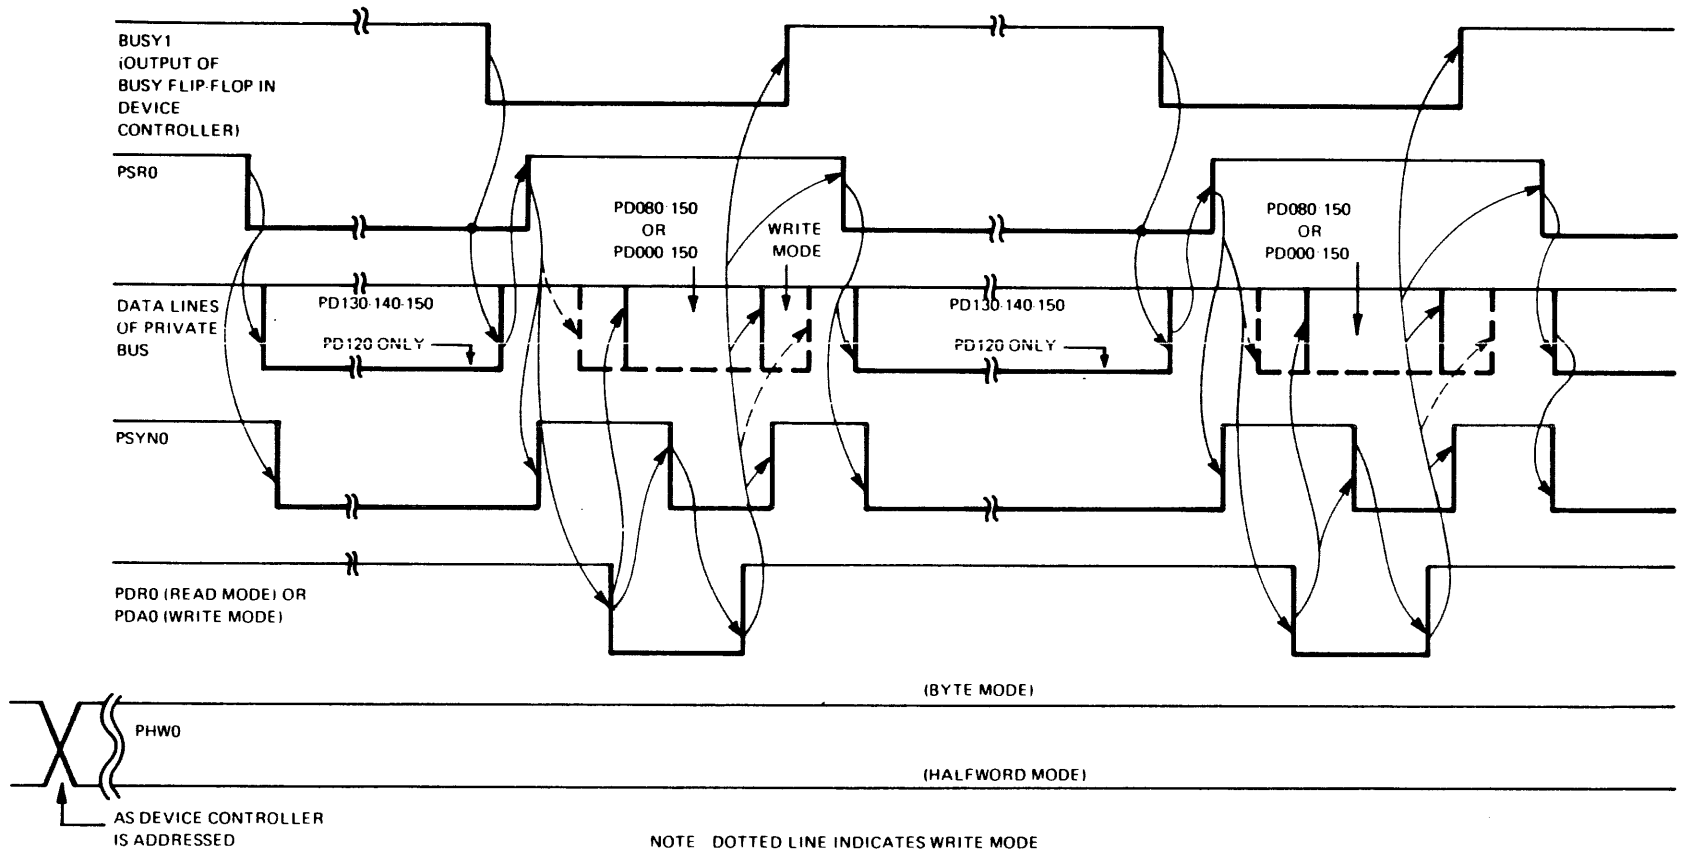 BUSY1
(OUTPUT OF
BUSY FLIP-FLOP IN
DEVICE
CONTROLLER)
PSR0
PD080-150
OR
PD000-150
WRITE
MODE
PD080-150
OR
PD000-150
DATA LINES
OF PRIVATE
BUS
PD130-140-150
PD120 ONLY
PD130-140-150
PD120 ONLY
PSYN0
PDR0 (READ MODE) OR
PDA0 (WRITE MODE)
(BYTE MODE)
PHW0
(HALFWORD MODE)
AS DEVICE CONTROLLER
IS ADDRESSED
NOTE DOTTED LINE INDICATES WRITE MODE